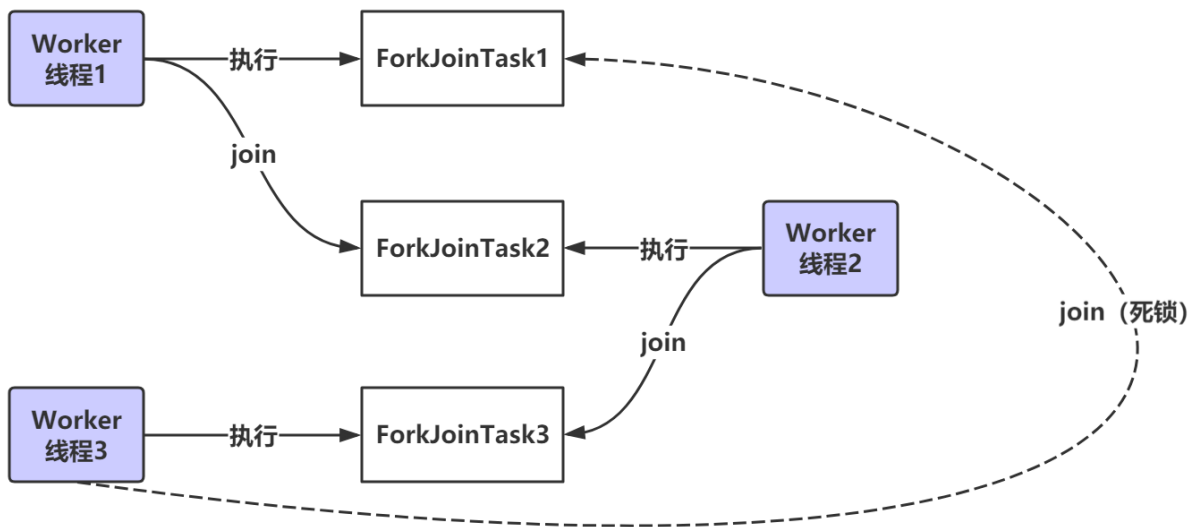 Worker
线程1
执行
ForkJoinTask1
join
ForkJoinTask2
执行
Worker
线程2
join（死锁）
join
Worker
线程3
执行
ForkJoinTask3